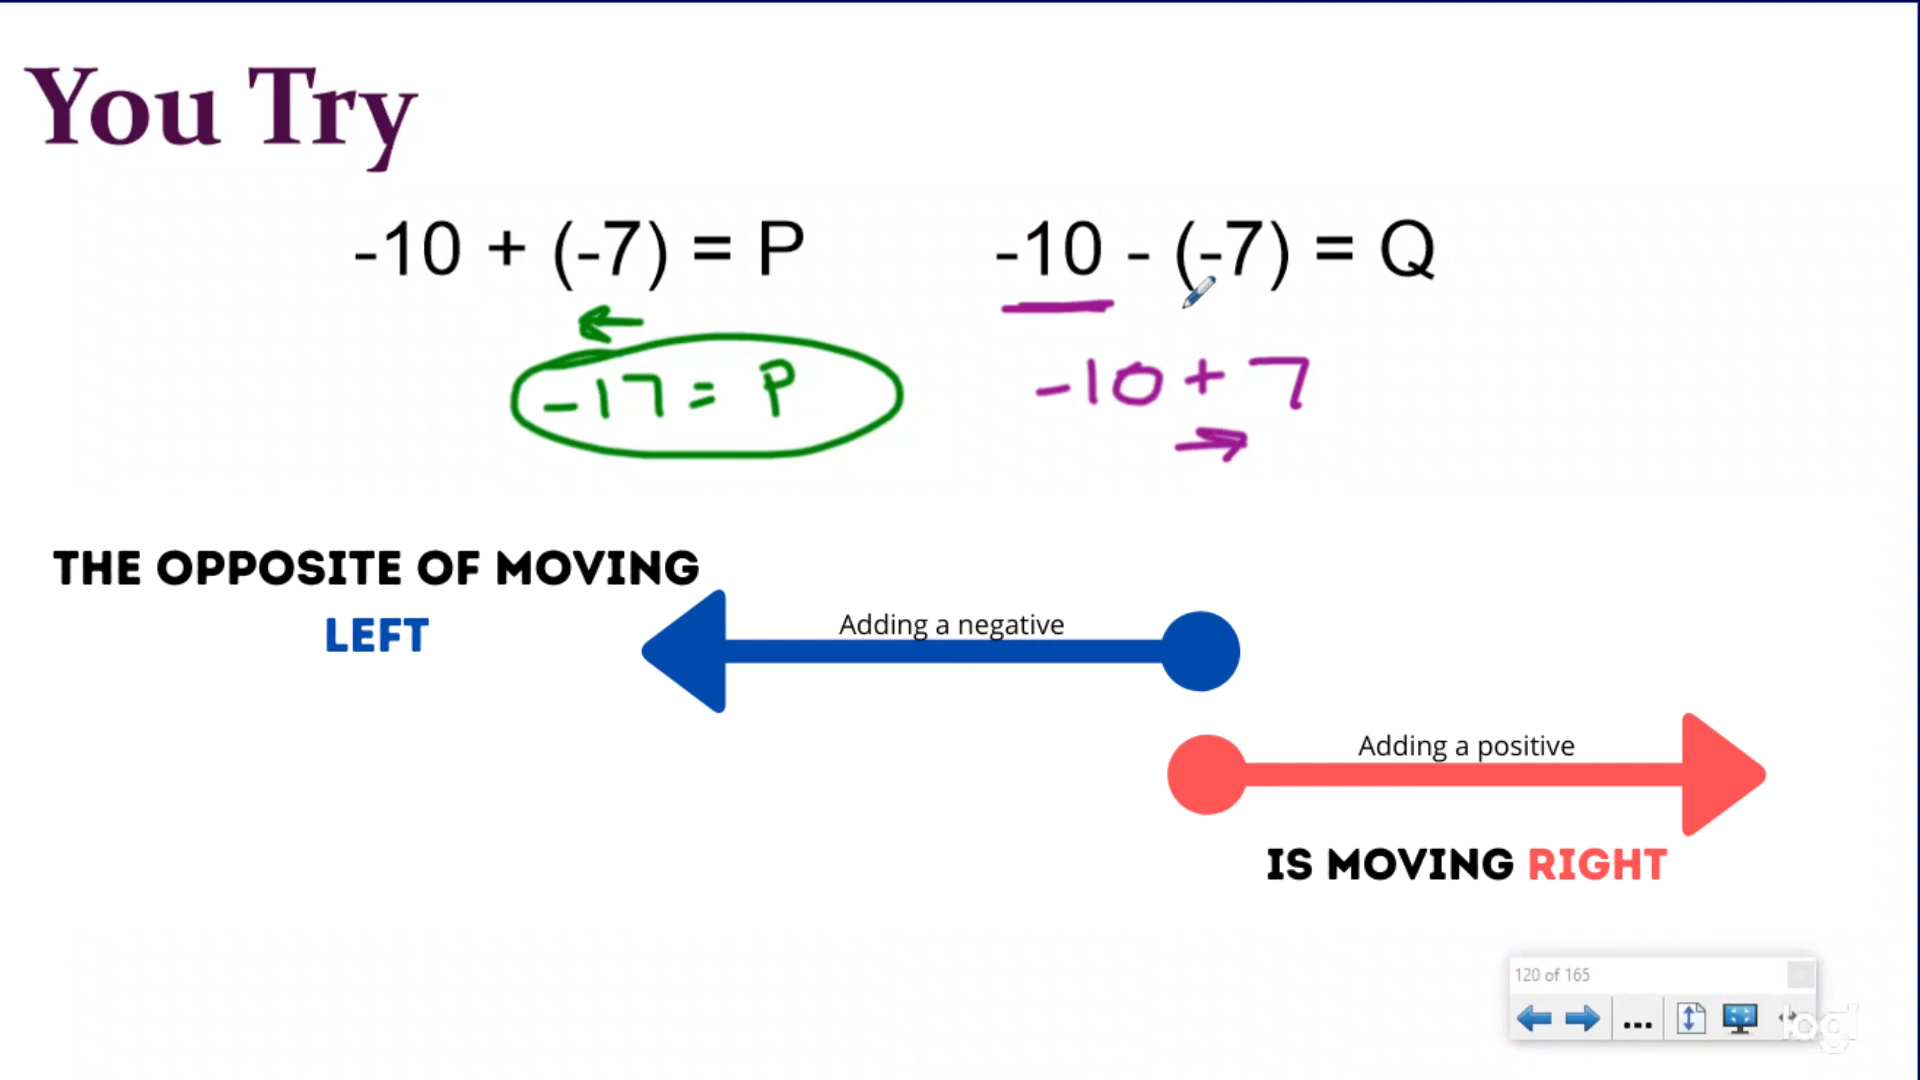 You Try
-10 + (-7) = P
-10 - (-7) = Q
-17 = P
-10 + 7
THE OPPOSITE OF MOVING
LEFT
Adding a negative
Adding a positive
IS MOVING RIGHT
120 of 165
...
logi